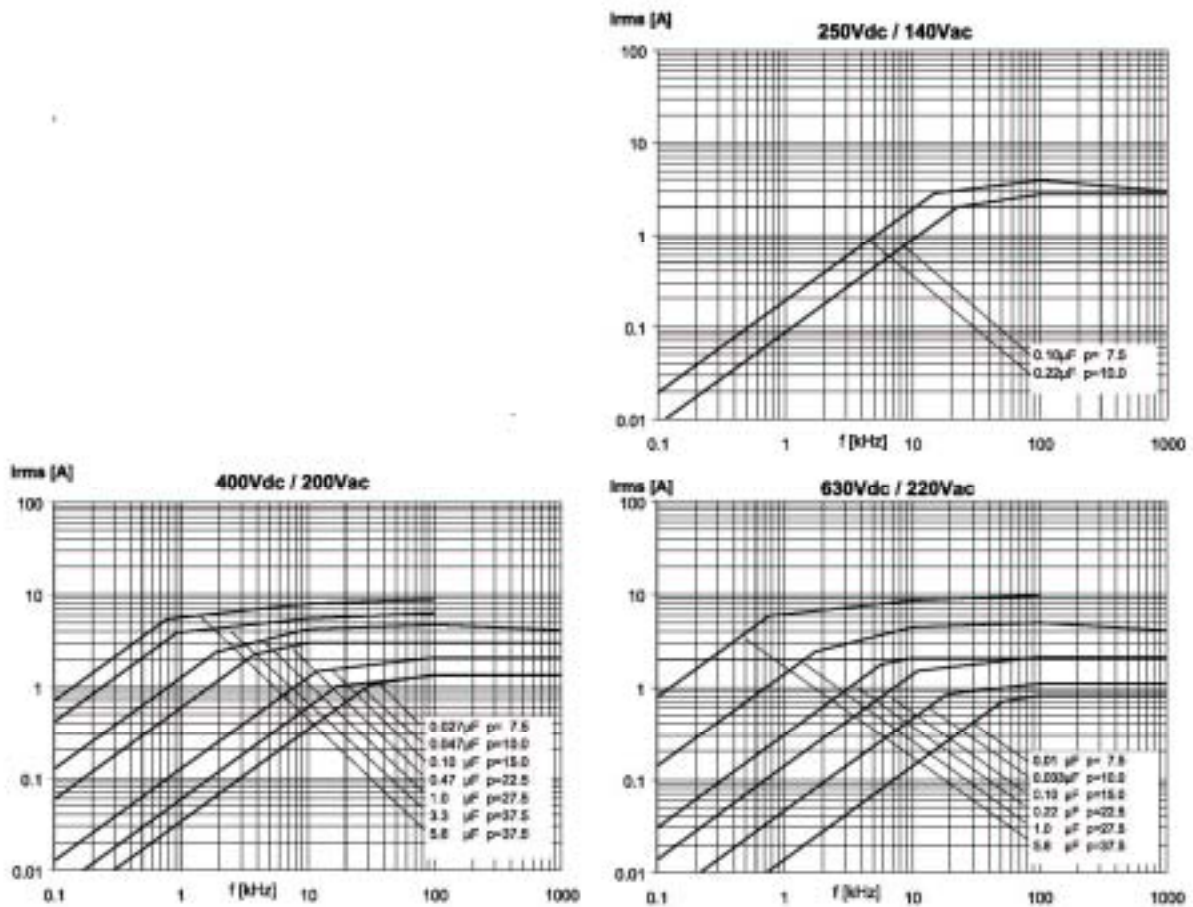 Irms [A]
250Vdc / 140Vac
100
10
1
0.1
0.01
0.10µF p= 7.5
0.22µF p=10.0
0.1 1 f [kHz] 10 100 1000
Irms [A]
400Vdc / 200Vac
100
10
1
0.1
0.01
0.027µF p= 7.5
0.047µF p=10.0
0.10 µF p=15.0
0.47 µF p=22.5
1.0 µF p=27.5
3.3 µF p=37.5
5.6 µF p=37.5
0.1 1 f [kHz] 10 100 1000
Irms [A]
630Vdc / 220Vac
100
10
1
0.1
0.01
0.01 µF p= 7.5
0.033µF p=10.0
0.10 µF p=15.0
0.22 µF p=22.5
1.0 µF p=27.5
5.6 µF p=37.5
0.1 1 f [kHz] 10 100 1000